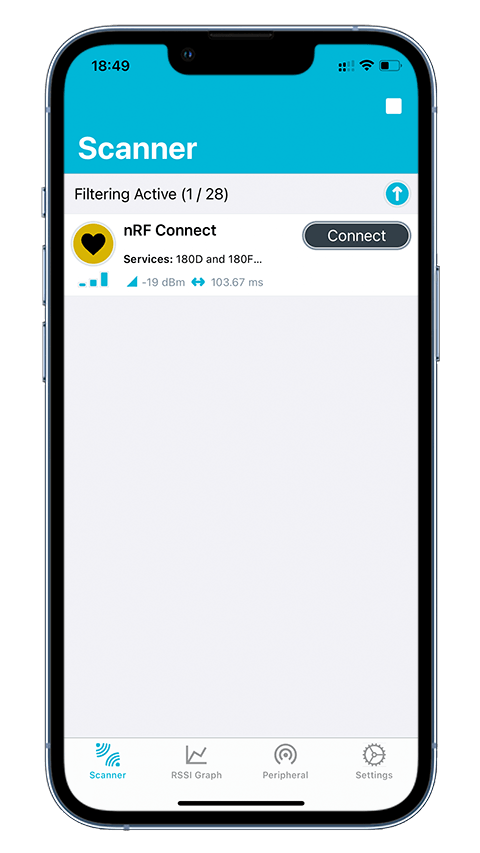 18:49
Scanner
Filtering Active (1 / 28)
nRF Connect
Connect
Services: 180D and 180F...
-19 dBm 103.67 ms
Scanner RSSI Graph Peripheral Settings